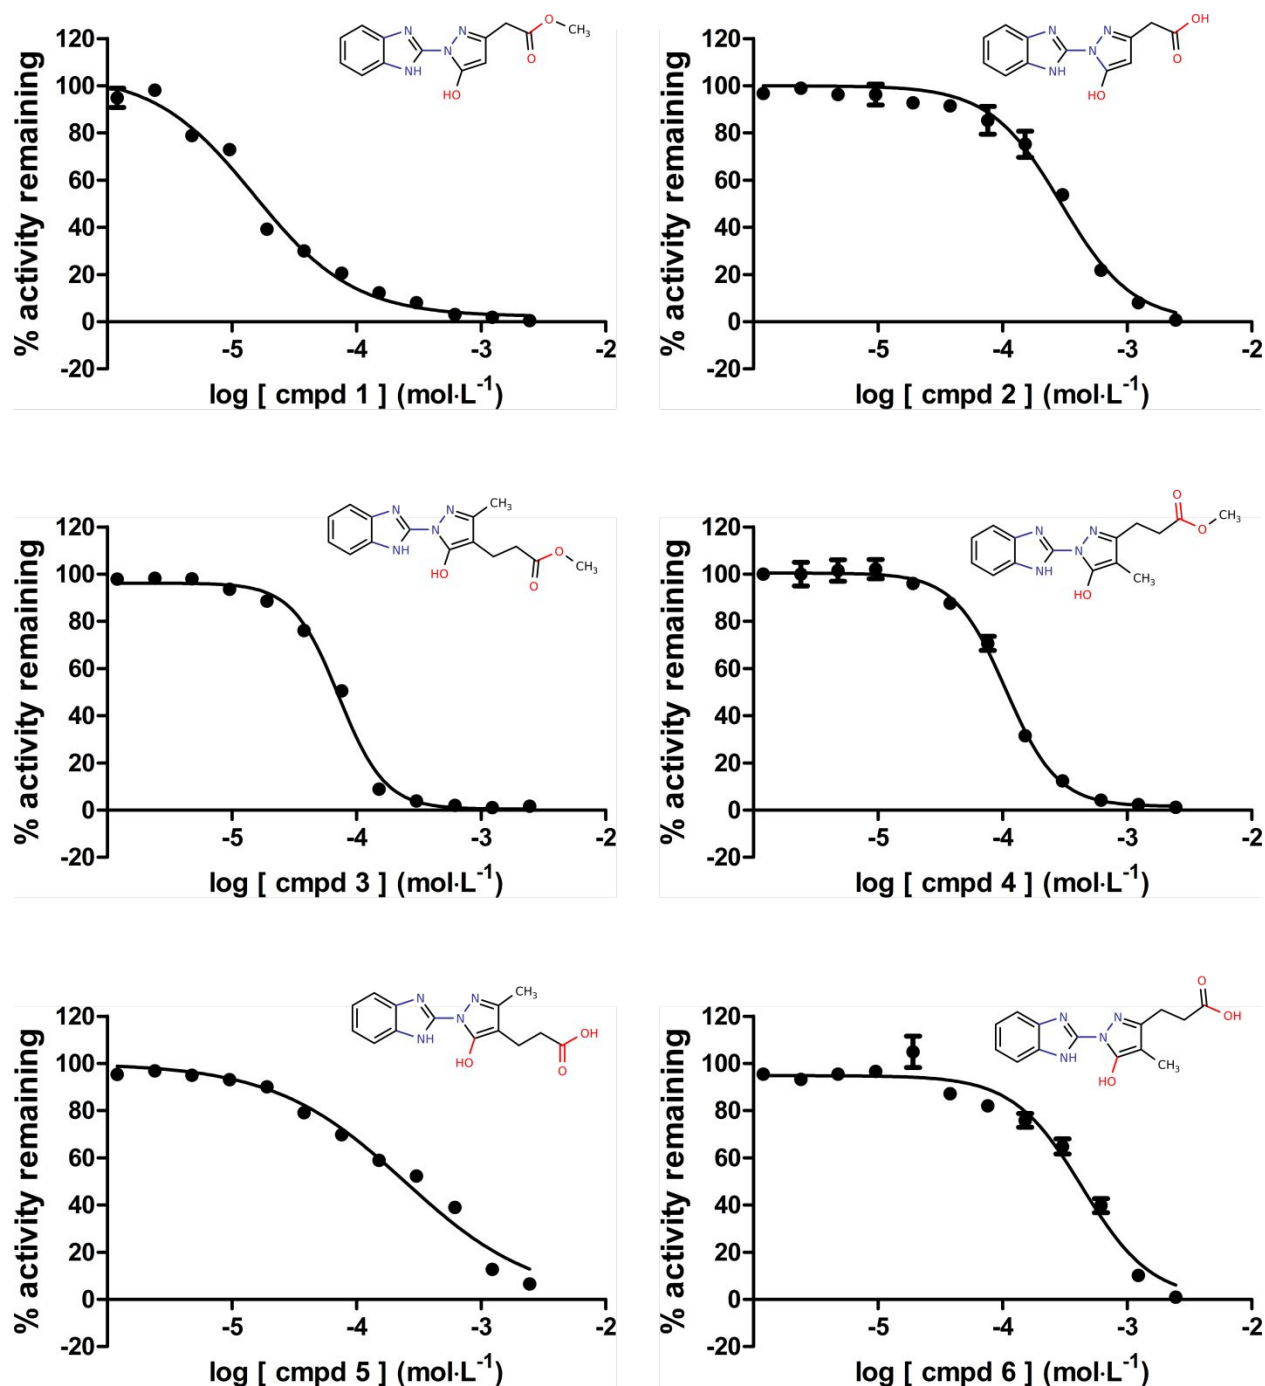 % activity remaining
120
100
80
60
40
20
0
-20
-5
-4
-3
-2
log [ cmpd 1 ] (mol·L⁻¹)
N
NH
N
N
HO
O
O
CH₃
% activity remaining
120
100
80
60
40
20
0
-20
-5
-4
-3
-2
log [ cmpd 2 ] (mol·L⁻¹)
N
NH
N
N
HO
OH
O
% activity remaining
120
100
80
60
40
20
0
-20
-5
-4
-3
-2
log [ cmpd 3 ] (mol·L⁻¹)
N
NH
N
N
CH₃
HO
O
O
CH₃
% activity remaining
120
100
80
60
40
20
0
-20
-5
-4
-3
-2
log [ cmpd 4 ] (mol·L⁻¹)
N
NH
N
N
O
O
CH₃
CH₃
HO
% activity remaining
120
100
80
60
40
20
0
-20
-5
-4
-3
-2
log [ cmpd 5 ] (mol·L⁻¹)
N
NH
N
N
CH₃
HO
OH
O
% activity remaining
120
100
80
60
40
20
0
-20
-5
-4
-3
-2
log [ cmpd 6 ] (mol·L⁻¹)
N
NH
N
N
O
OH
CH₃
HO